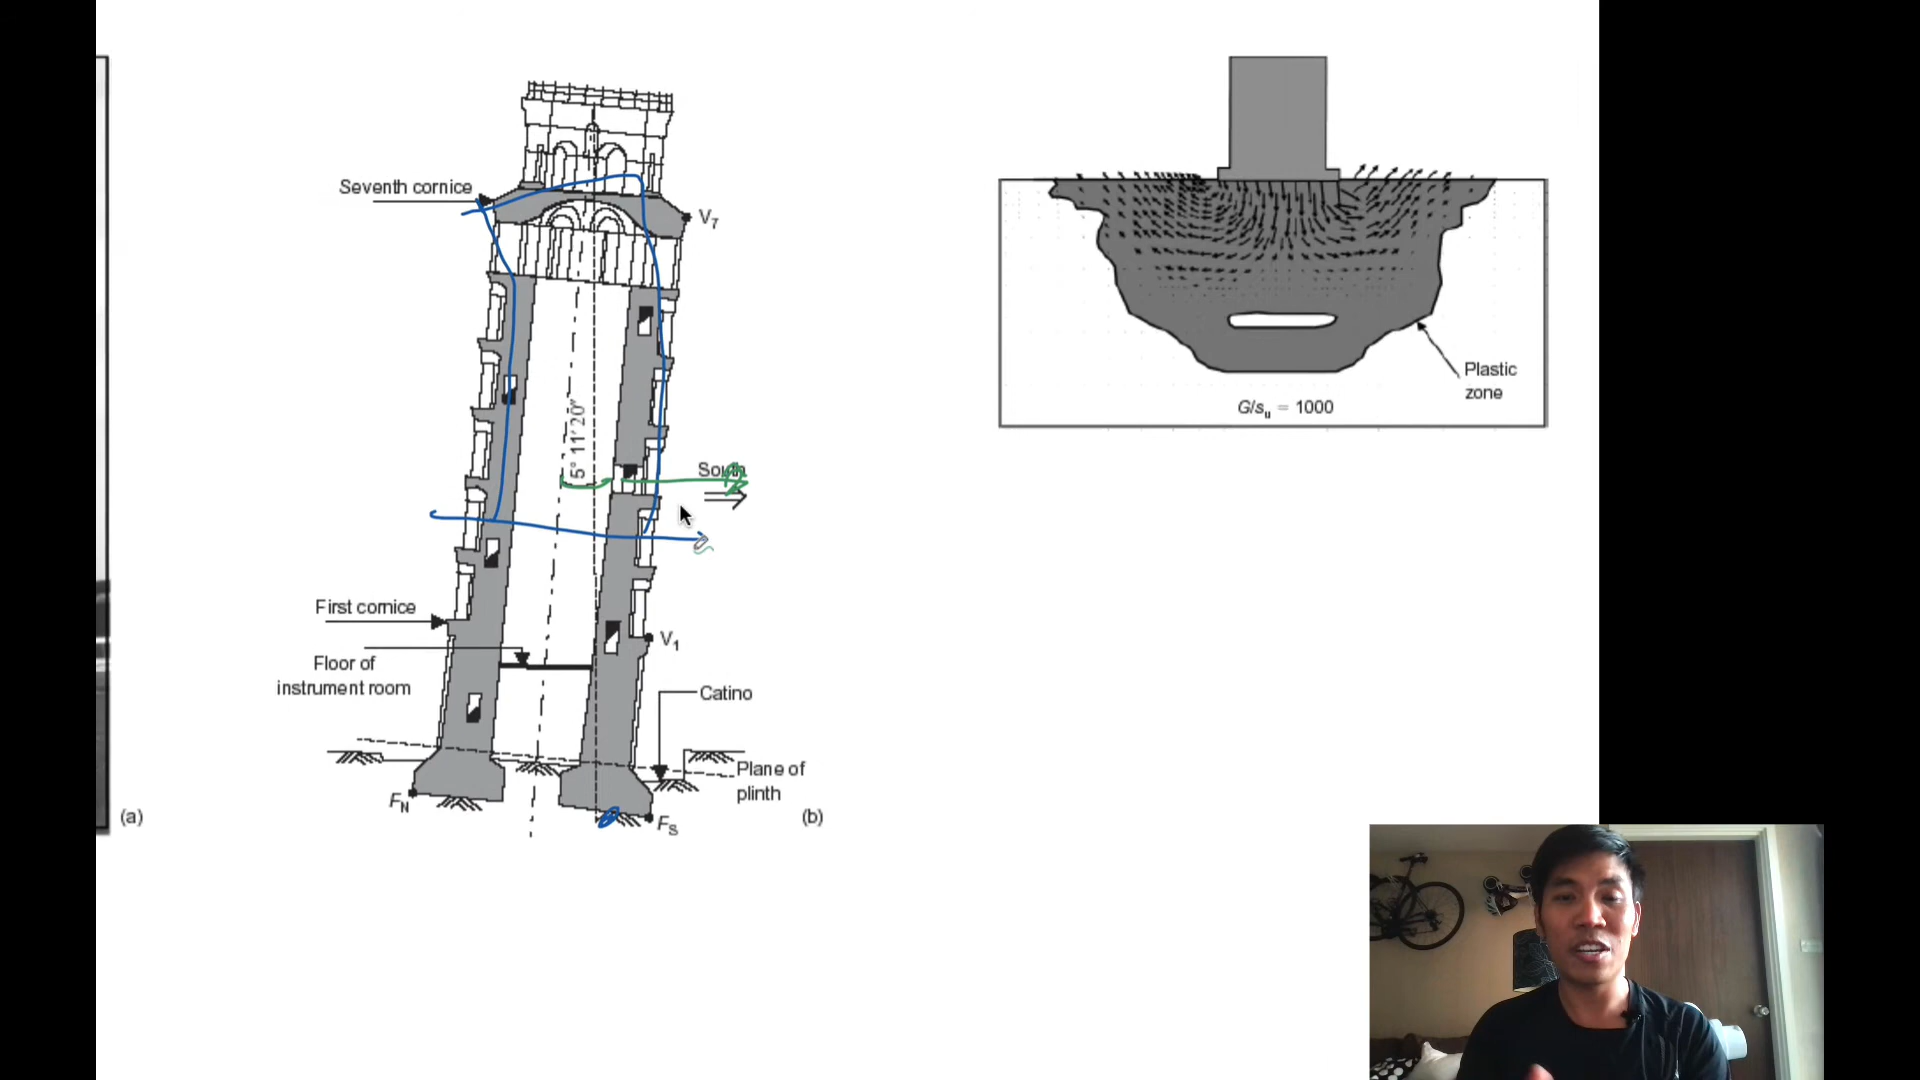 Seventh cornice
V7
5° 11′ 20″
South
First cornice
V1
Floor of
instrument room
Catino
Plane of
plinth
FN
FS
(a)
(b)
Plastic
zone
G/su = 1000